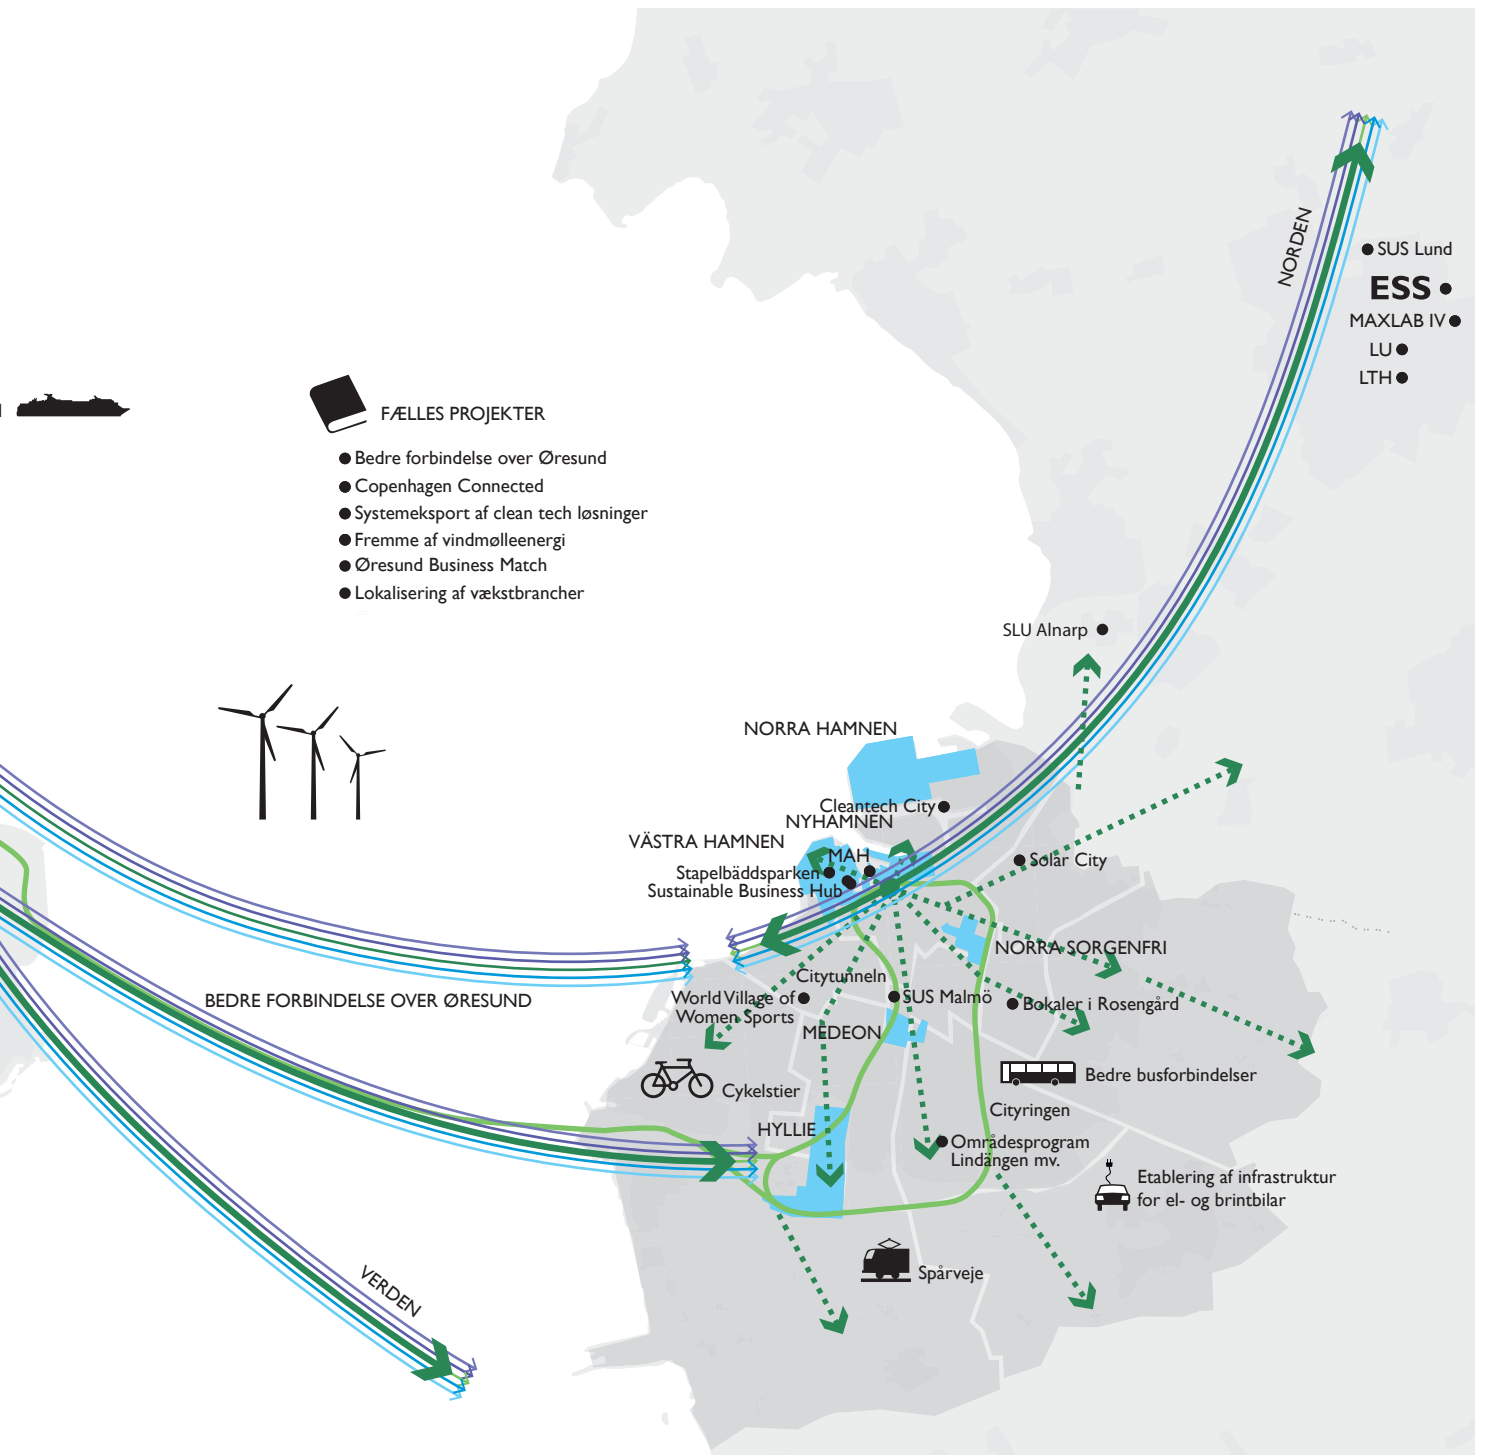 NORDEN
SUS Lund
ESS
MAXLAB IV
LU
LTH
FÆLLES PROJEKTER
Bedre forbindelse over Øresund
Copenhagen Connected
Systemeksport af clean tech løsninger
Fremme af vindmølleenergi
Øresund Business Match
Lokalisering af vækstbrancher
SLU Alnarp
NORRA HAMNEN
Cleantech City
NYHAMNEN
VÄSTRA HAMNEN
MAH
Stapelbäddsparken
Sustainable Business Hub
Solar City
NORRA SORGENFRI
Citytunneln
World Village of
Women Sports
SUS Malmö
Bokaler i Rosengård
BEDRE FORBINDELSE OVER ØRESUND
MEDEON
Bedre busforbindelser
Cykelstier
Cityringen
HYLLIE
Områdesprogram
Lindängen mv.
Etablering af infrastruktur
for el- og brintbilar
Spårveje
VERDEN